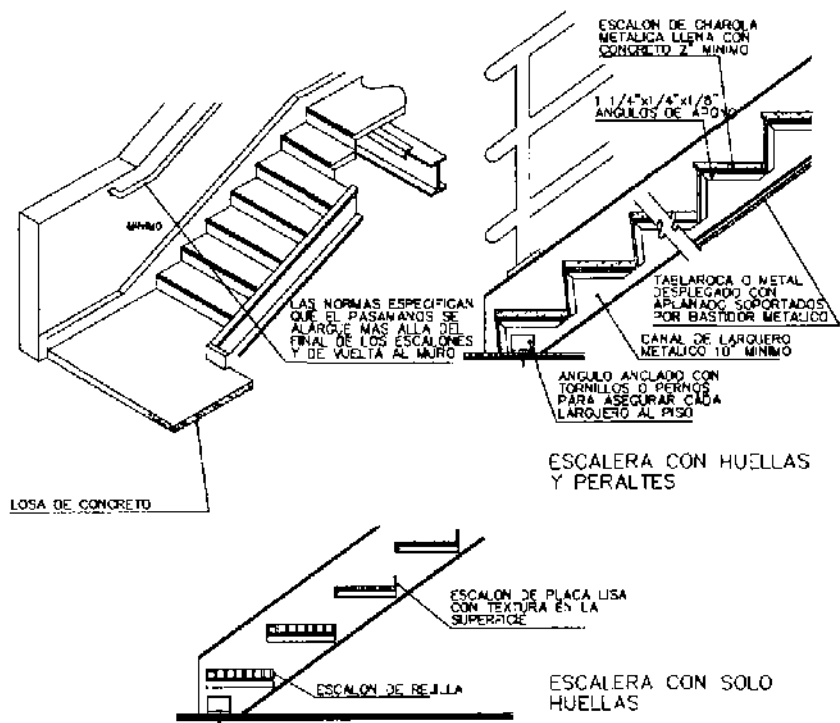 ESCALON DE CHAROLA
METALICA LLENA CON
CONCRETO 2" MINIMO
1 1/4"x1/4"x1/8"
ANGULOS DE APOYO
MINIMO
LAS NORMAS ESPECIFICAN
QUE EL PASAMANOS SE
ALARGUE MAS ALLA DEL
FINAL DE LOS ESCALONES
Y DE VUELTA AL MURO
TABLAROCA O METAL
DESPLEGADO CON
APLANADO SOPORTADOS
POR BASTIDOR METALICO
CANAL DE LARGUERO
METALICO 10" MINIMO
ANGULO ANCLADO CON
TORNILLOS O PERNOS
PARA ASEGURAR CADA
LARGUERO AL PISO
ESCALERA CON HUELLAS
Y PERALTES
LOSA DE CONCRETO
ESCALON DE PLACA LISA
CON TEXTURA EN LA
SUPERFICIE
ESCALON DE REJILLA
ESCALERA CON SOLO
HUELLAS